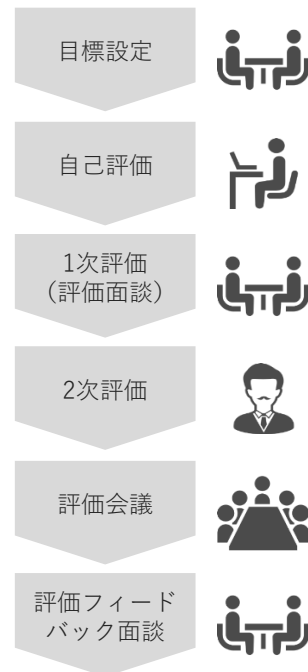 目標設定
自己評価
1次評価
（評価面談）
2次評価
評価会議
評価フィード
バック面談